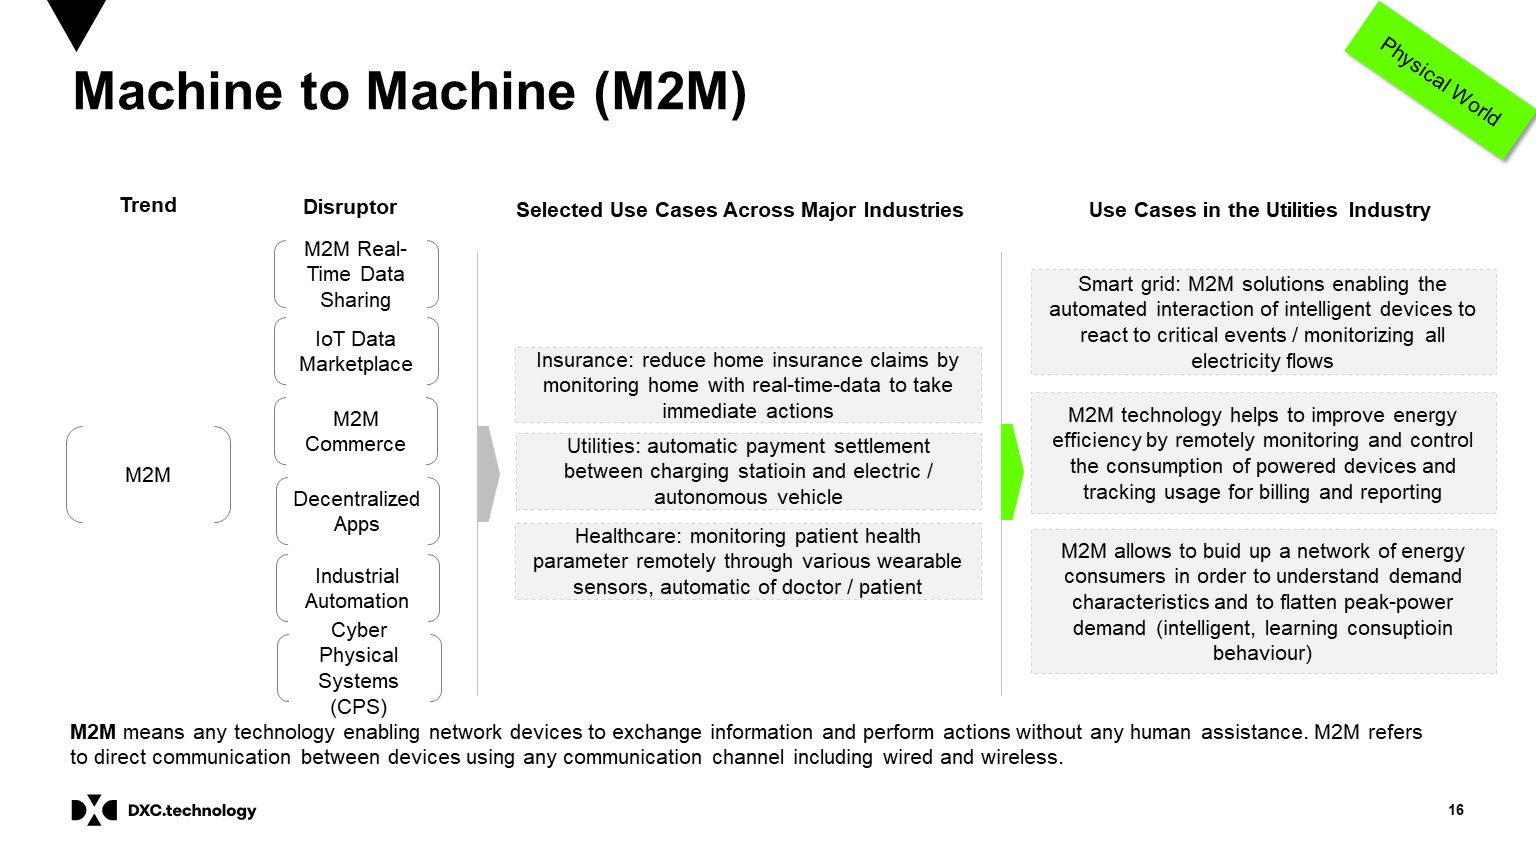 Physical World
Machine to Machine (M2M)
Trend
Disruptor
Selected Use Cases Across Major Industries
Use Cases in the Utilities Industry
M2M
M2M Real-
Time Data
Sharing
IoT Data
Marketplace
M2M
Commerce
Decentralized
Apps
Industrial
Automation
Cyber
Physical
Systems
(CPS)
Insurance: reduce home insurance claims by
monitoring home with real-time-data to take
immediate actions
Utilities: automatic payment settlement
between charging statioin and electric /
autonomous vehicle
Healthcare: monitoring patient health
parameter remotely through various wearable
sensors, automatic of doctor / patient
Smart grid: M2M solutions enabling the
automated interaction of intelligent devices to
react to critical events / monitorizing all
electricity flows
M2M technology helps to improve energy
efficiency by remotely monitoring and control
the consumption of powered devices and
tracking usage for billing and reporting
M2M allows to buid up a network of energy
consumers in order to understand demand
characteristics and to flatten peak-power
demand (intelligent, learning consuptioin
behaviour)
M2M means any technology enabling network devices to exchange information and perform actions without any human assistance. M2M refers
to direct communication between devices using any communication channel including wired and wireless.
DXC.technology
16